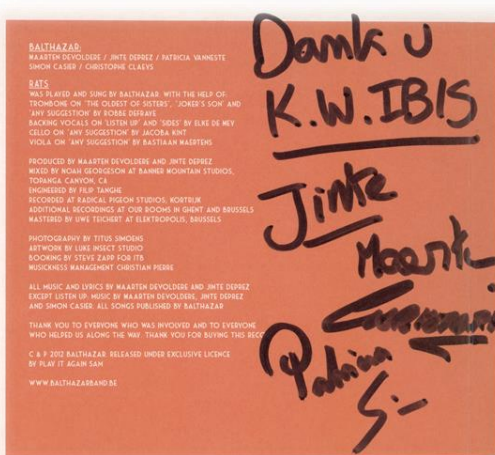 BALTHAZAR:
MAARTEN DEVOLDERE / JINTE DEPREZ / PATRICIA VANNESTE
SIMON CASIER / CHRISTOPHE CLAEYS
RATS
WAS PLAYED AND SUNG BY BALTHAZAR. WITH THE HELP OF:
TROMBONE ON 'THE OLDEST OF SISTERS', 'JOKER'S SON' AND
'ANY SUGGESTION' BY ROBBE DEFRAYE
BACKING VOCALS ON 'LISTEN UP' AND 'SIDES' BY ELKE DE MEY
CELLO ON 'ANY SUGGESTION' BY JACOBA KINT
VIOLA ON 'ANY SUGGESTION' BY BASTIAAN MAERTENS
PRODUCED BY MAARTEN DEVOLDERE AND JINTE DEPREZ
MIXED BY NOAH GEORGESON AT BANNER MOUNTAIN STUDIOS,
TOPANGA CANYON, CA
ENGINEERED BY FILIP TANGHE
RECORDED AT RADICAL PIGEON STUDIOS, KORTRIJK
ADDITIONAL RECORDINGS AT OUR ROOMS IN GHENT AND BRUSSELS
MASTERED BY UWE TEICHERT AT ELEKTROPOLIS, BRUSSELS
PHOTOGRAPHY BY TITUS SIMOENS
ARTWORK BY LUKE INSECT STUDIO
BOOKING BY STEVE ZAPP FOR ITB
MUSICKNESS MANAGEMENT CHRISTIAN PIERRE
ALL MUSIC AND LYRICS BY MAARTEN DEVOLDERE AND JINTE DEPREZ
EXCEPT LISTEN UP: MUSIC BY MAARTEN DEVOLDERE, JINTE DEPREZ
AND SIMON CASIER. ALL SONGS PUBLISHED BY BALTHAZAR
THANK YOU TO EVERYONE WHO WAS INVOLVED AND TO EVERYONE
WHO HELPED US ALONG THE WAY. THANK YOU FOR BUYING THIS REC
C & P 2012 BALTHAZAR. RELEASED UNDER EXCLUSIVE LICENCE
BY PLAY IT AGAIN SAM
WWW.BALTHAZARBAND.BE
Dank u
K.W.IBIS
Jinte
Maarten
Patricia